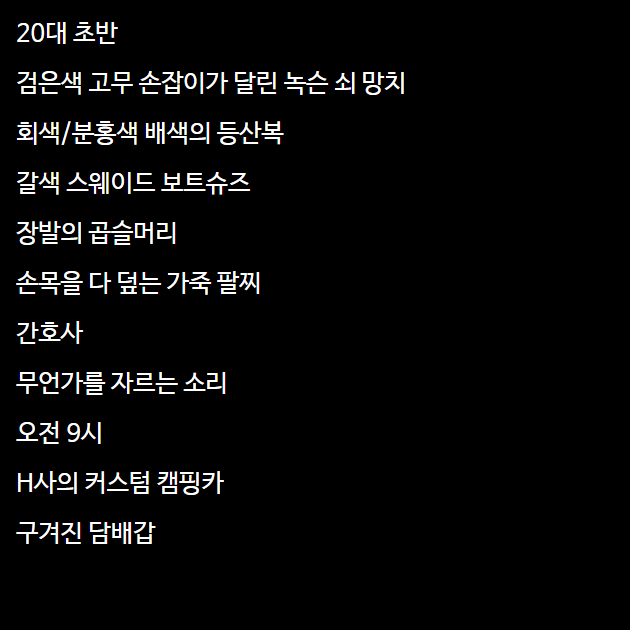 20대 초반
검은색 고무 손잡이가 달린 녹슨 쇠 망치
회색/분홍색 배색의 등산복
갈색 스웨이드 보트슈즈
장발의 곱슬머리
손목을 다 덮는 가죽 팔찌
간호사
무언가를 자르는 소리
오전 9시
H사의 커스텀 캠핑카
구겨진 담배갑